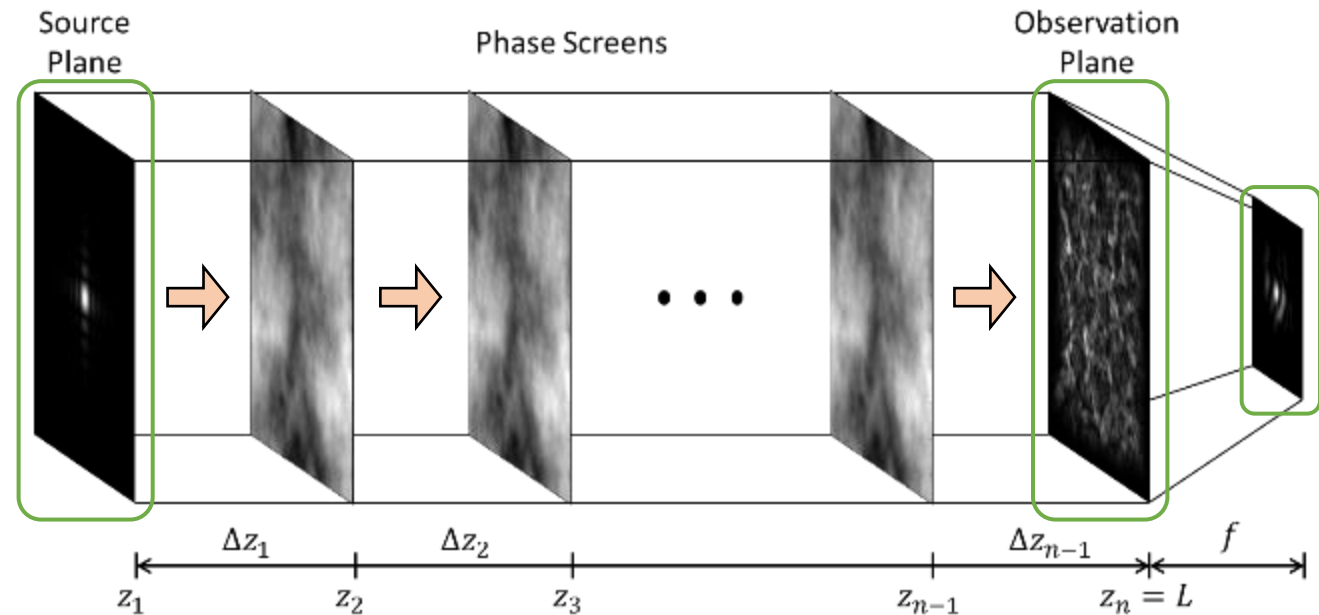 Source
Plane
Phase Screens
Observation
Plane
Δz₁
Δz₂
Δzₙ₋₁
f
z₁
z₂
z₃
zₙ₋₁
zₙ = L